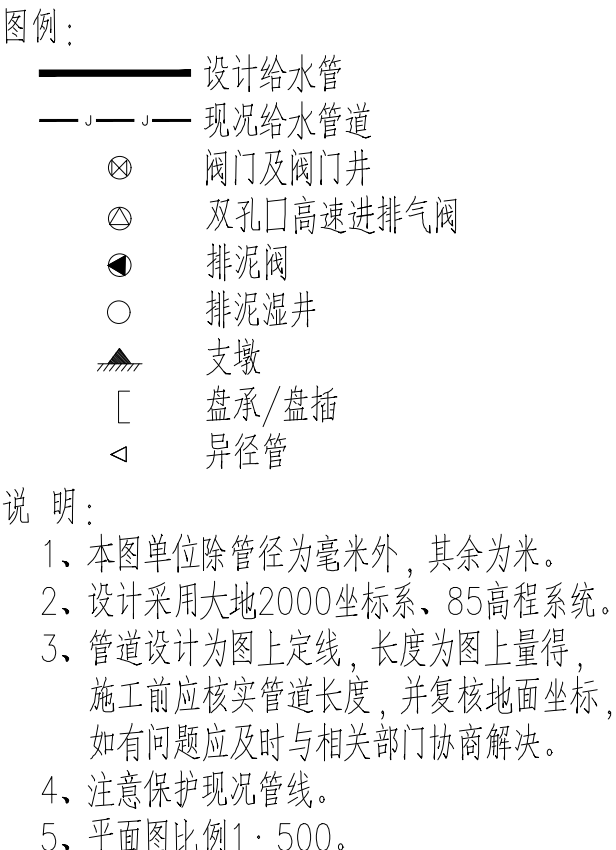 图例：
设计给水管
J J 现况给水管道
阀门及阀门井
双孔口高速进排气阀
排泥阀
排泥湿井
支墩
盘承/盘插
异径管
说 明：
1、本图单位除管径为毫米外，其余为米。
2、设计采用大地2000坐标系、85高程系统。
3、管道设计为图上定线，长度为图上量得，
施工前应核实管道长度，并复核地面坐标，
如有问题应及时与相关部门协商解决。
4、注意保护现况管线。
5、平面图比例1：500。